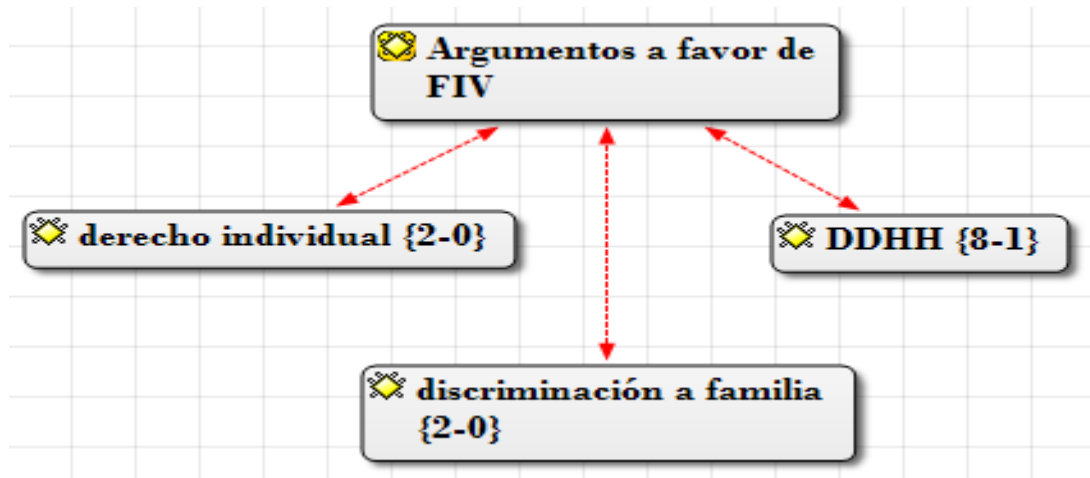 Argumentos a favor de
FIV
derecho individual {2-0}
DDHH {8-1}
discriminación a familia
{2-0}